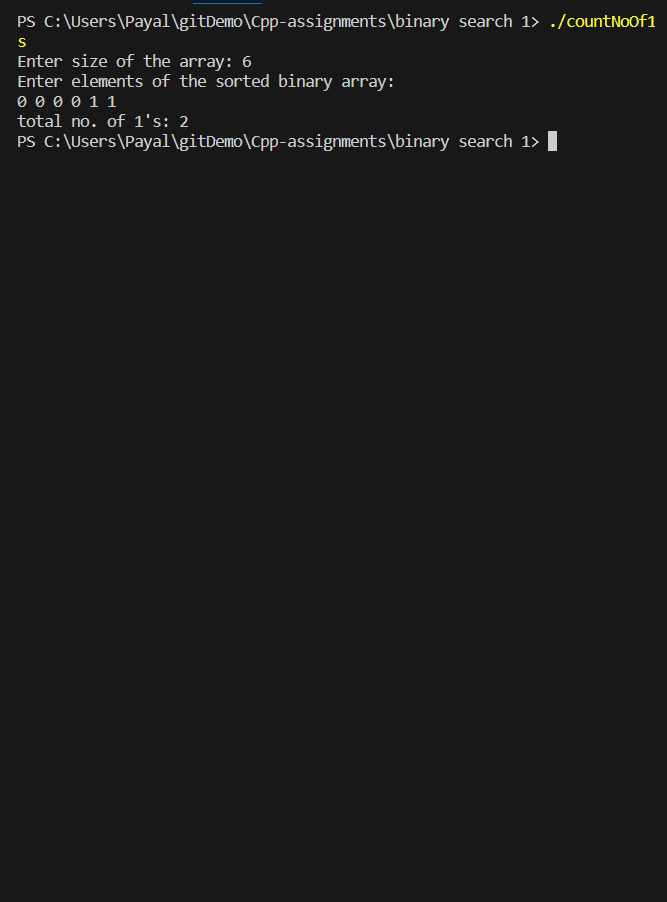 PS C:\Users\Payal\gitDemo\Cpp-assignments\binary search 1> ./countNoOf1
s
Enter size of the array: 6
Enter elements of the sorted binary array:
0 0 0 0 1 1
total no. of 1's: 2
PS C:\Users\Payal\gitDemo\Cpp-assignments\binary search 1>